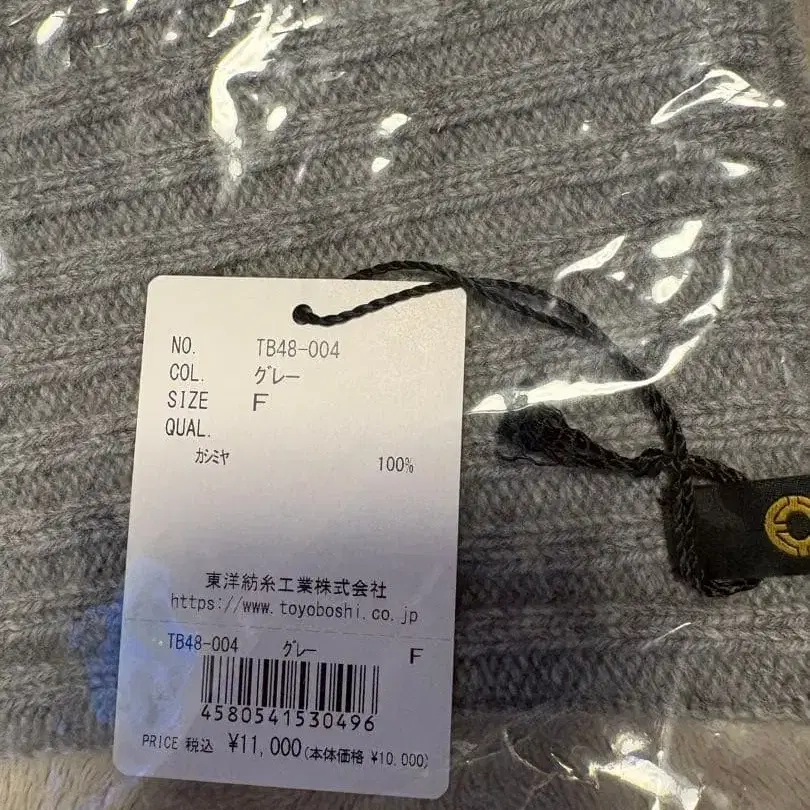 NO. TB48-004
COL. グレー
SIZE F
QUAL.
カシミヤ 100%
東洋紡糸工業株式会社
https://www.toyoboshi.co.jp
TB48-004 グレー F
4580541530496
PRICE 税込 ¥11,000(本体価格 ¥10,000)